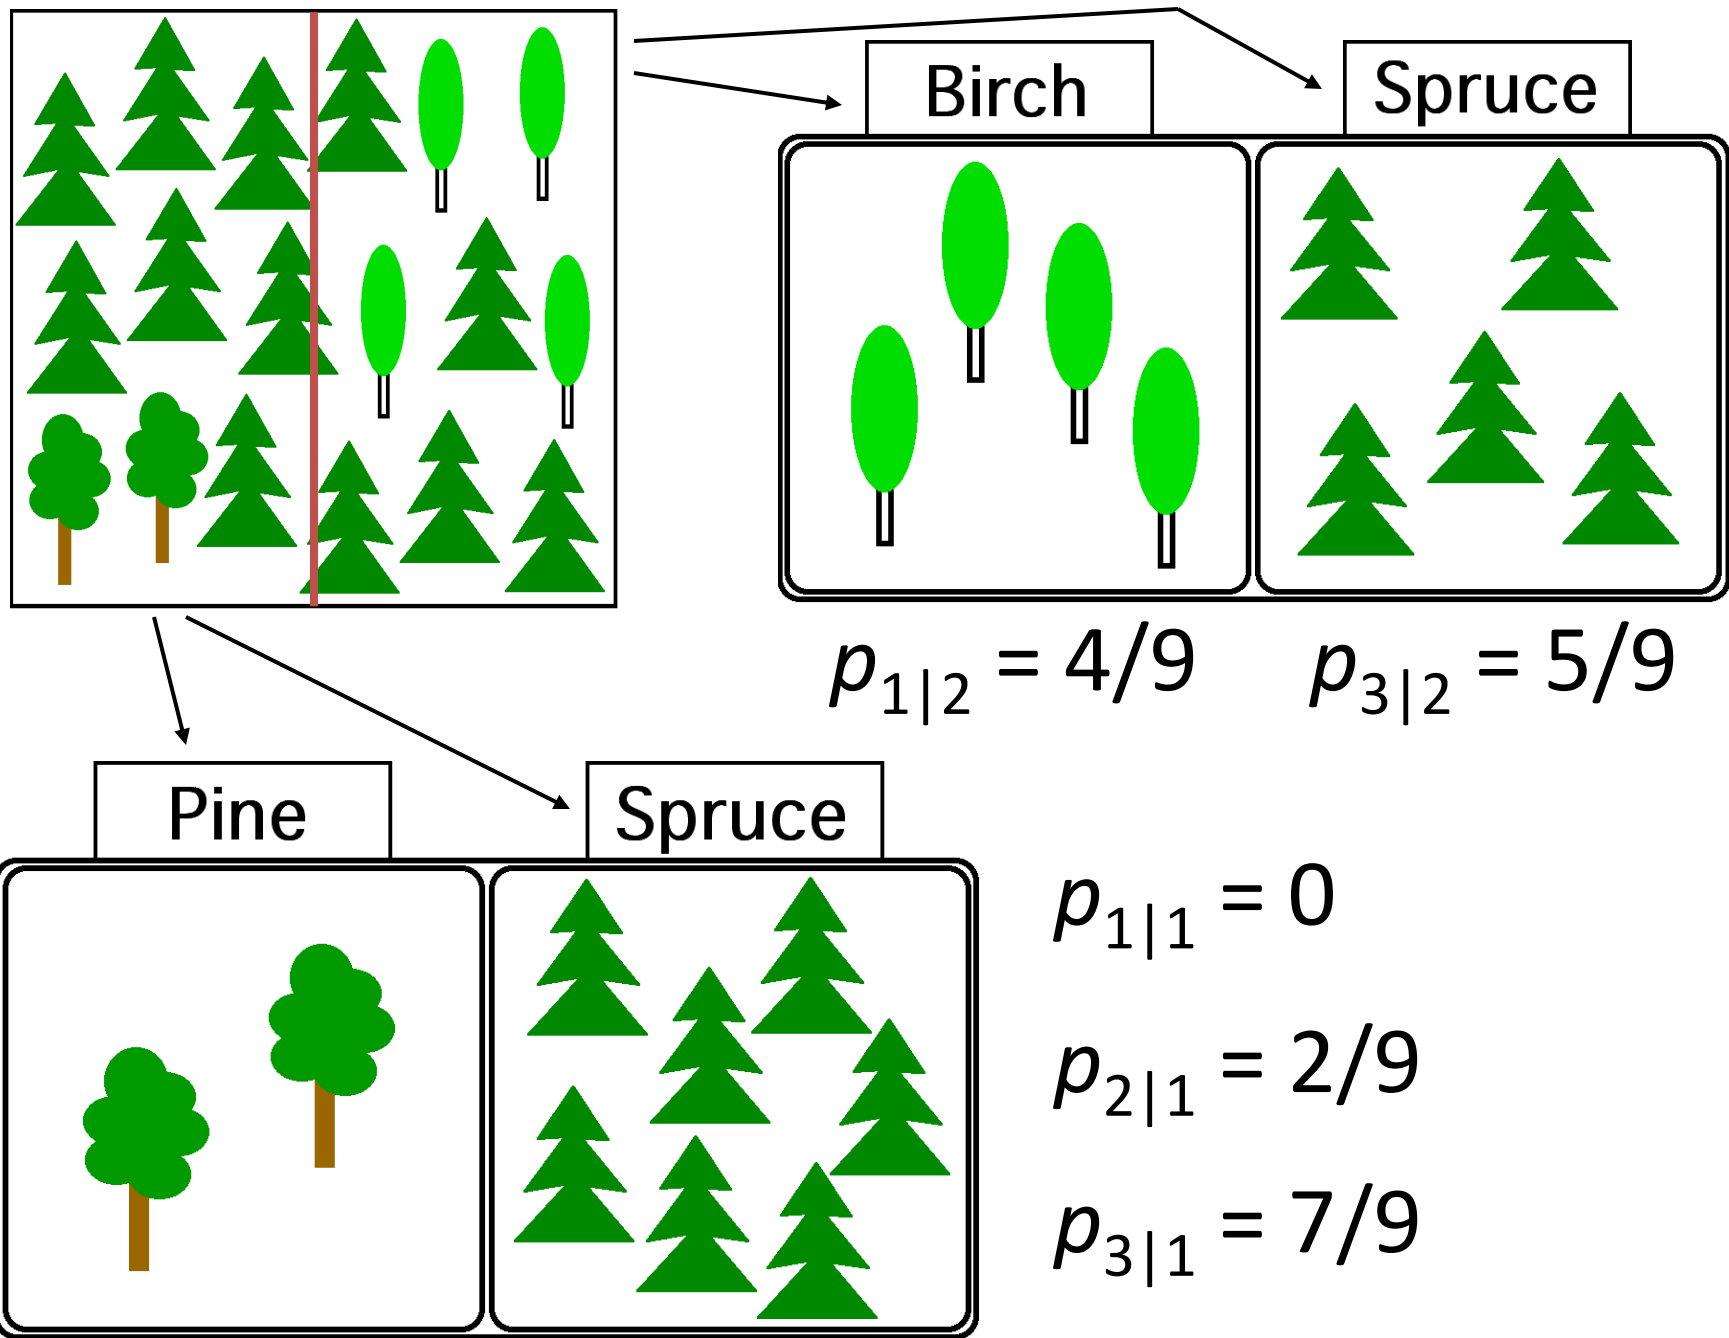 Birch
Spruce
p1|2 = 4/9
p3|2 = 5/9
Pine
Spruce
p1|1 = 0
p2|1 = 2/9
p3|1 = 7/9